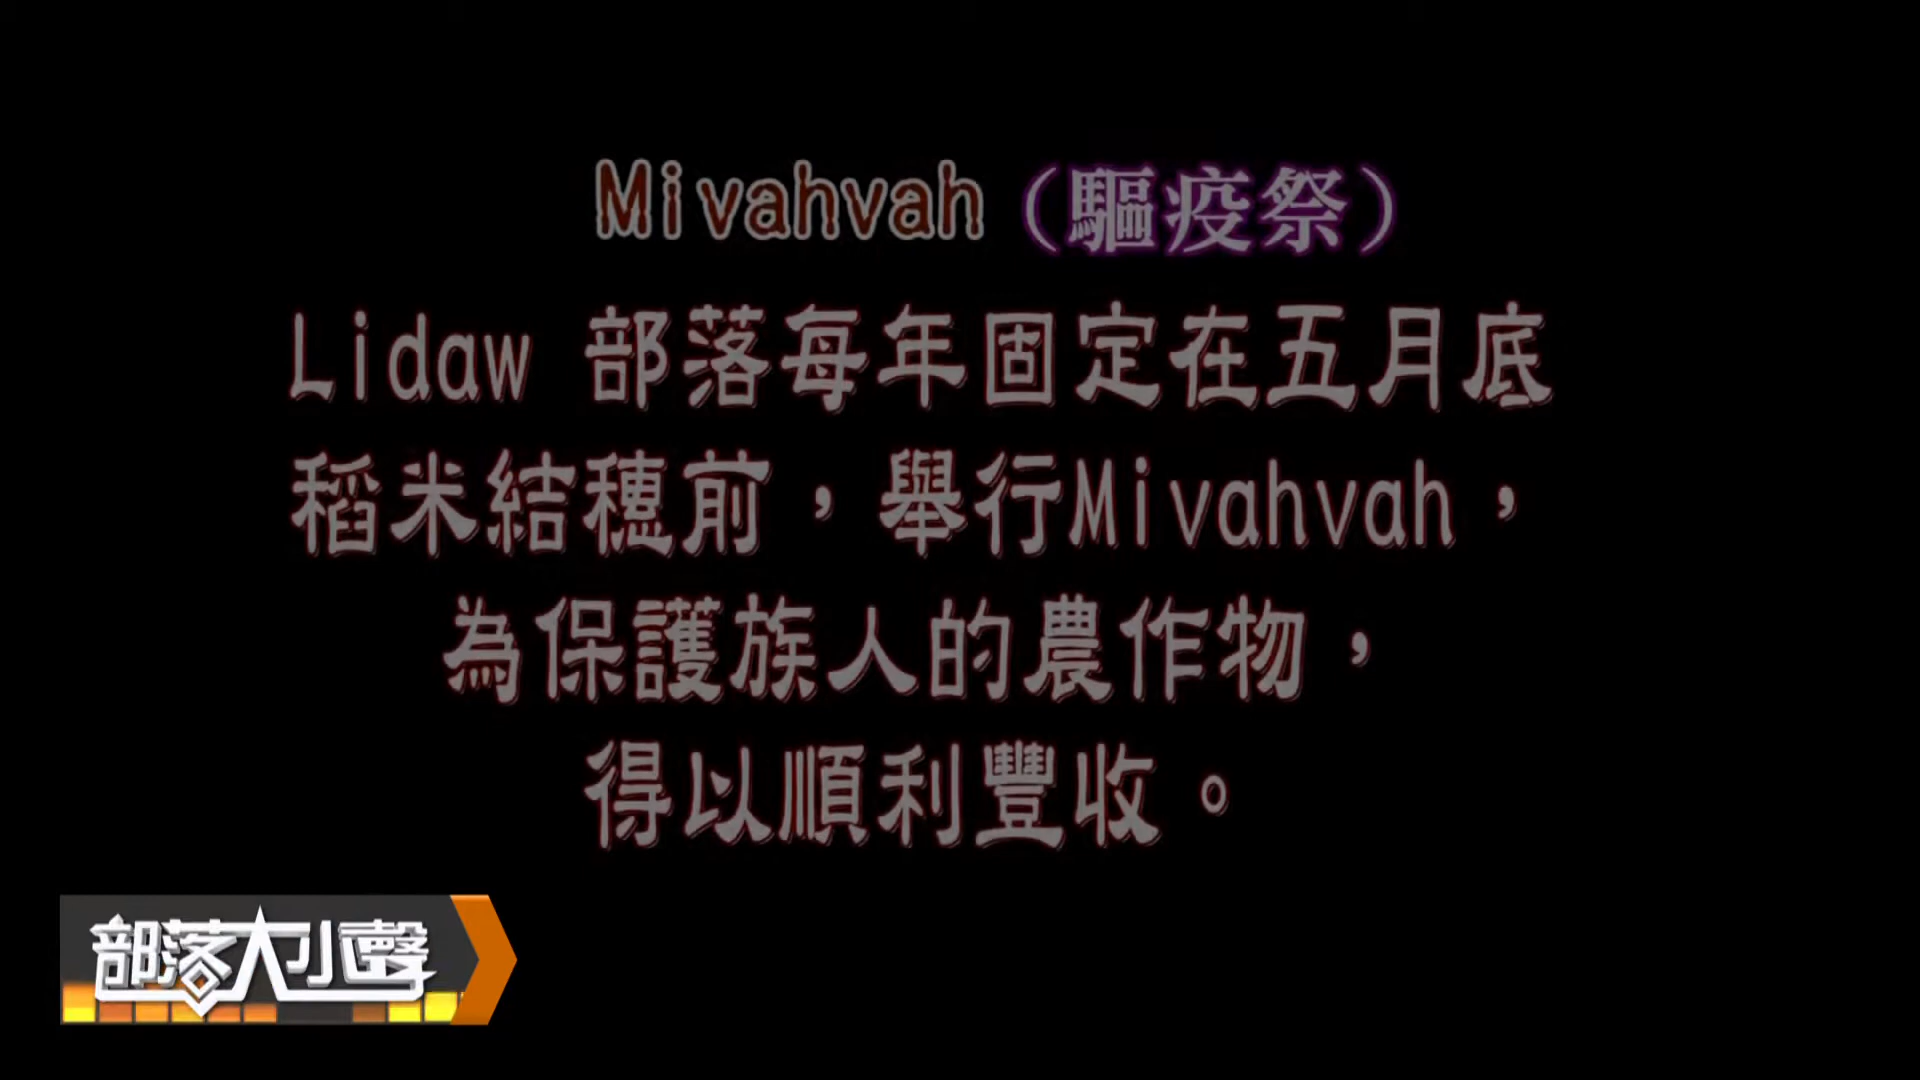 Mivahvah（驅疫祭）
Lidaw 部落每年固定在五月底
稻米結穗前，舉行Mivahvah，
為保護族人的農作物，
得以順利豐收。
部落大小聲